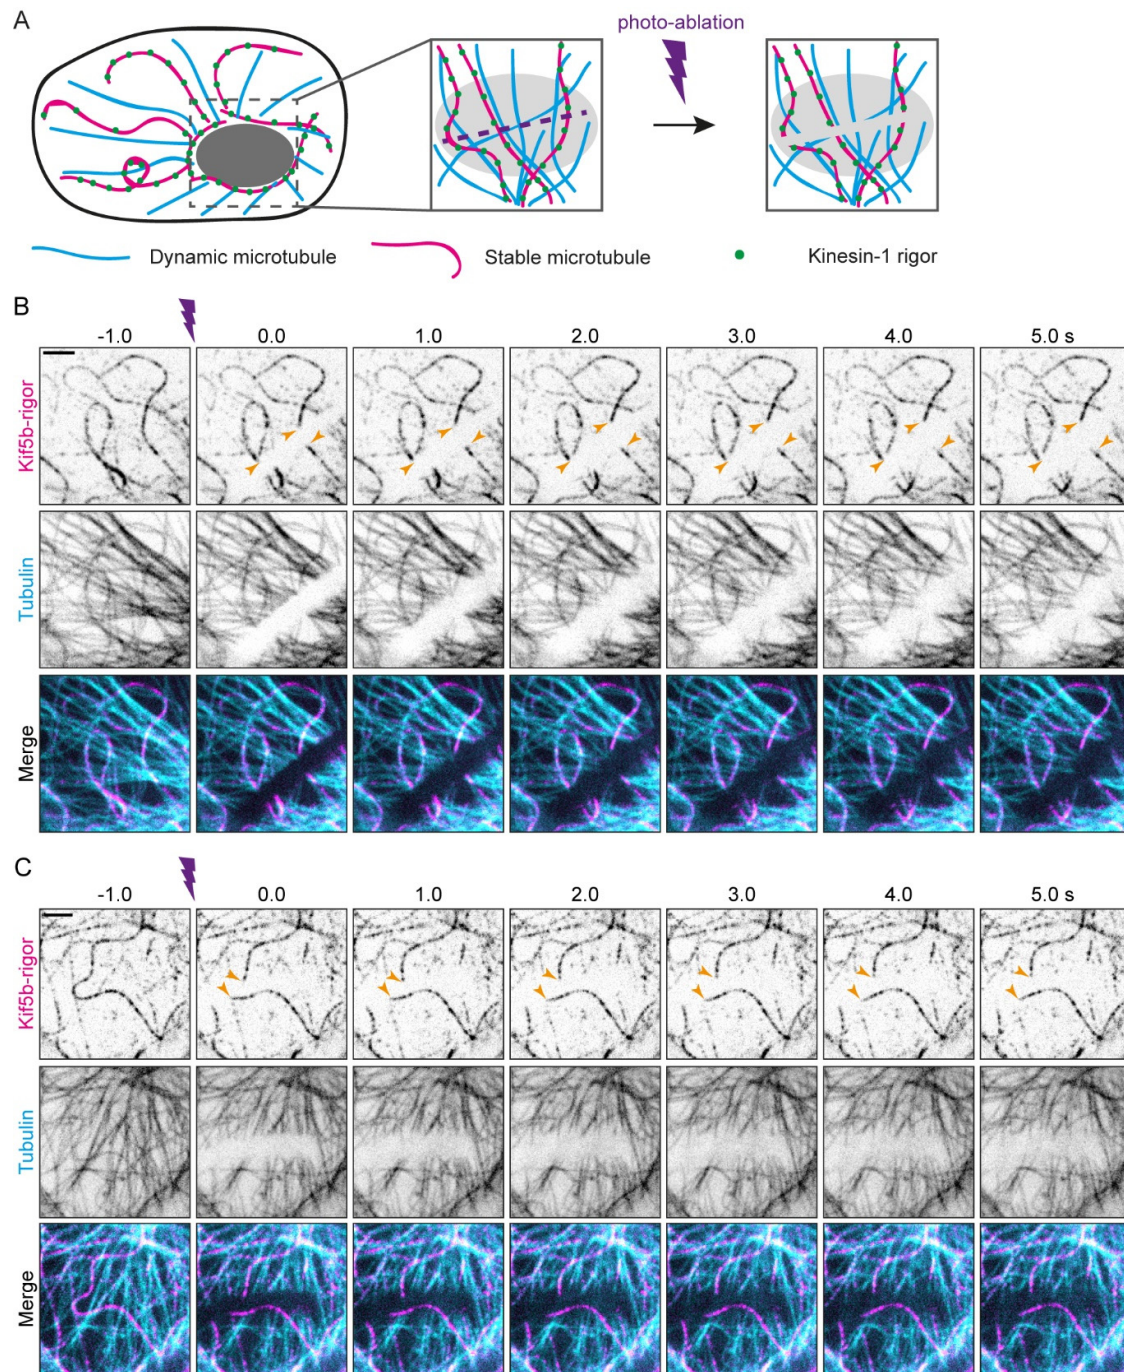 A
photo-ablation
Dynamic microtubule
Stable microtubule
Kinesin-1 rigor
B
-1.0 0.0 1.0 2.0 3.0 4.0 5.0 s
Kif5b-rigor
Tubulin
Merge
C
-1.0 0.0 1.0 2.0 3.0 4.0 5.0 s
Kif5b-rigor
Tubulin
Merge